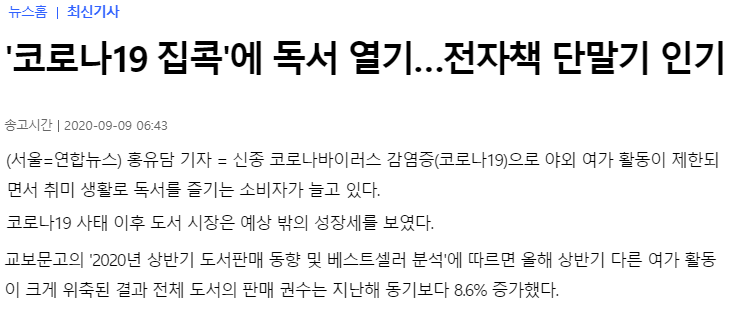 뉴스홈 | 최신기사
'코로나19 집콕'에 독서 열기…전자책 단말기 인기
송고시간 | 2020-09-09 06:43
(서울=연합뉴스) 홍유담 기자 = 신종 코로나바이러스 감염증(코로나19)으로 야외 여가 활동이 제한되
면서 취미 생활로 독서를 즐기는 소비자가 늘고 있다.
코로나19 사태 이후 도서 시장은 예상 밖의 성장세를 보였다.
교보문고의 '2020년 상반기 도서판매 동향 및 베스트셀러 분석'에 따르면 올해 상반기 다른 여가 활동
이 크게 위축된 결과 전체 도서의 판매 권수는 지난해 동기보다 8.6% 증가했다.